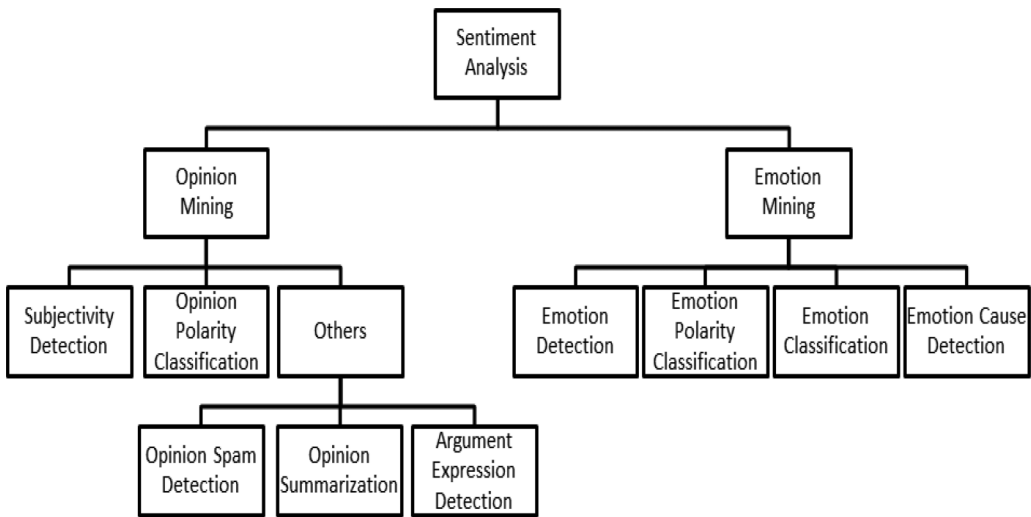 Sentiment
Analysis
Opinion
Mining
Emotion
Mining
Subjectivity
Detection
Opinion
Polarity
Classification
Others
Emotion
Detection
Emotion
Polarity
Classification
Emotion
Classification
Emotion Cause
Detection
Opinion Spam
Detection
Opinion
Summarization
Argument
Expression
Detection